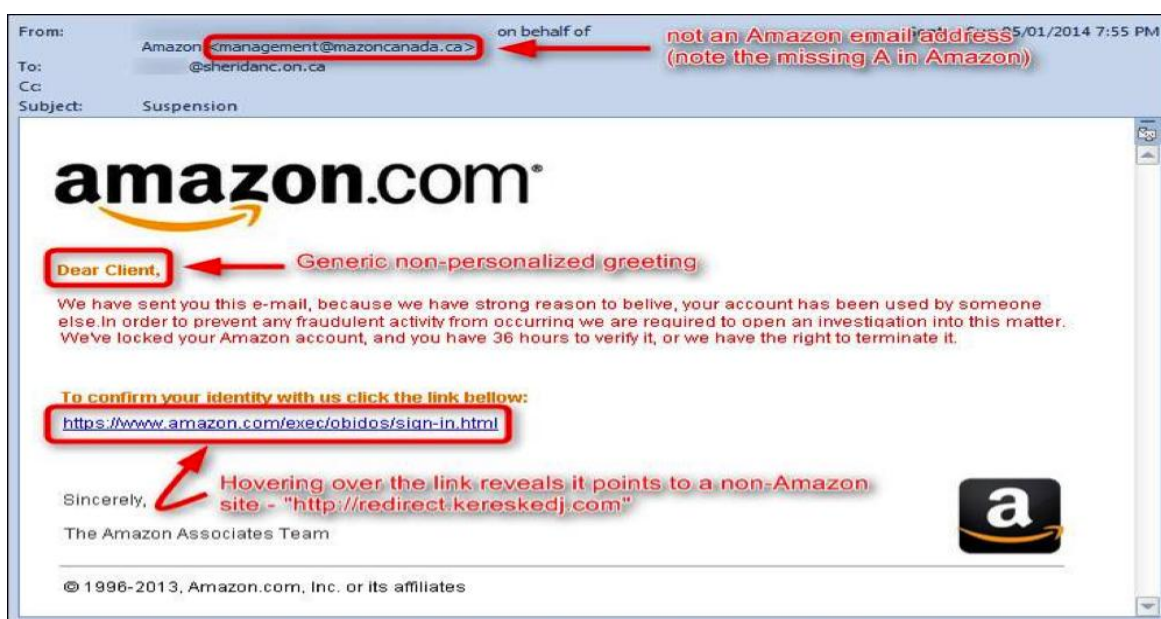 From: on behalf of
Amazon <management@mazoncanada.ca>
5/01/2014 7:55 PM
not an Amazon email address
(note the missing A in Amazon)
To: @sheridanc.on.ca
Cc:
Subject: Suspension
amazon.com®
Dear Client,
Generic non-personalized greeting
We have sent you this e-mail, because we have strong reason to belive, your account has been used by someone
else.In order to prevent any fraudulent activity from occurring we are required to open an investigation into this matter.
We've locked your Amazon account, and you have 36 hours to verify it, or we have the right to terminate it.
To confirm your identity with us click the link bellow:
https://www.amazon.com/exec/obidos/sign-in.html
Hovering over the link reveals it points to a non-Amazon
site - "http://redirect.kereskedj.com"
Sincerely,
The Amazon Associates Team
a
© 1996-2013, Amazon.com, Inc. or its affiliates